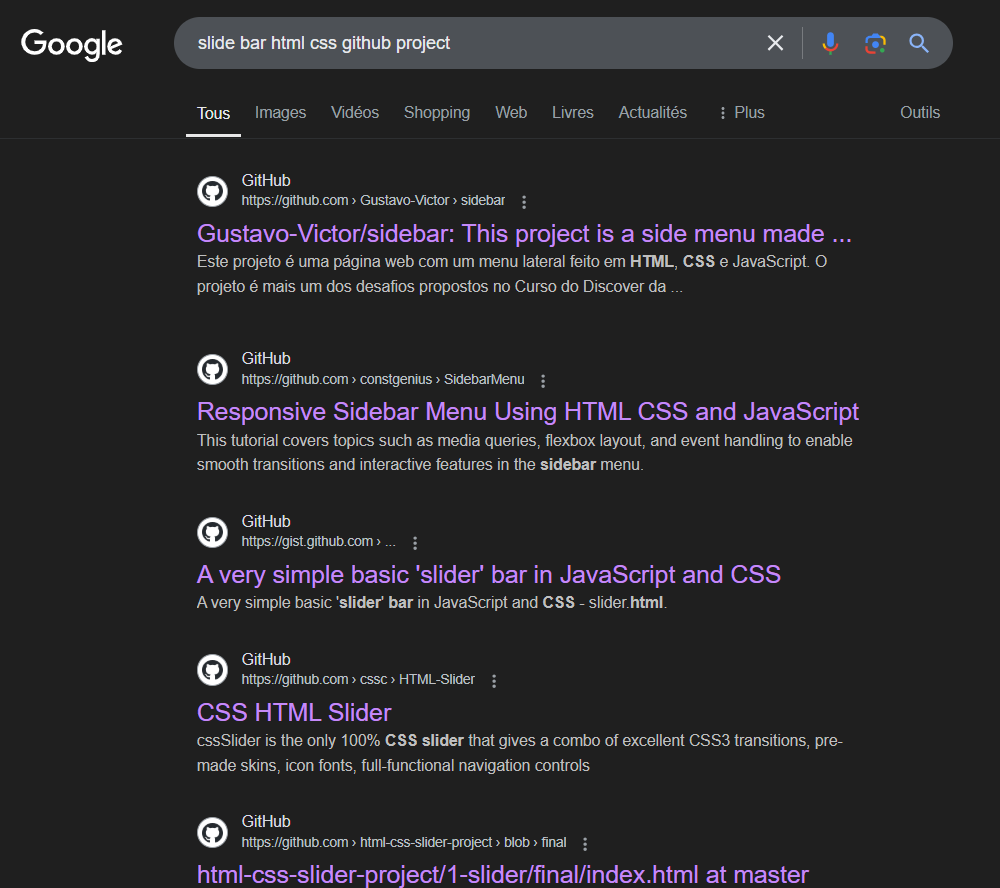 Google
slide bar html css github project
Tous Images Vidéos Shopping Web Livres Actualités Plus Outils
GitHub
https://github.com › Gustavo-Victor › sidebar
Gustavo-Victor/sidebar: This project is a side menu made ...
Este projeto é uma página web com um menu lateral feito em HTML, CSS e JavaScript. O
projeto é mais um dos desafios propostos no Curso do Discover da ...
GitHub
https://github.com › constgenius › SidebarMenu
Responsive Sidebar Menu Using HTML CSS and JavaScript
This tutorial covers topics such as media queries, flexbox layout, and event handling to enable
smooth transitions and interactive features in the sidebar menu.
GitHub
https://gist.github.com › ...
A very simple basic 'slider' bar in JavaScript and CSS
A very simple basic 'slider' bar in JavaScript and CSS - slider.html.
GitHub
https://github.com › cssc › HTML-Slider
CSS HTML Slider
cssSlider is the only 100% CSS slider that gives a combo of excellent CSS3 transitions, pre-
made skins, icon fonts, full-functional navigation controls
GitHub
https://github.com › html-css-slider-project › blob › final
html-css-slider-project/1-slider/final/index.html at master